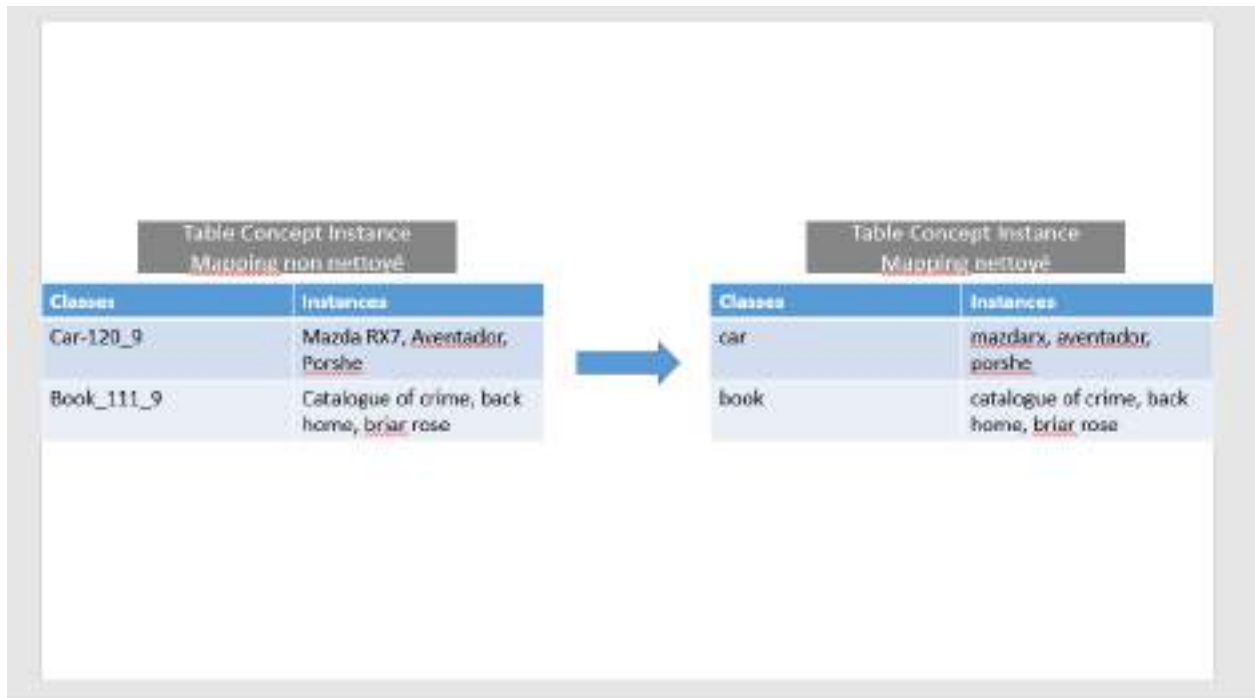 Table Concept Instance
Mapping non nettoyé
Classes Instances
Car-120_9 Mazda RX7, Aventador,
Porshe
Book_111_9 Catalogue of crime, back
home, briar rose
Table Concept Instance
Mapping nettoyé
Classes Instances
car mazdarx, aventador,
porshe
book catalogue of crime, back
home, briar rose